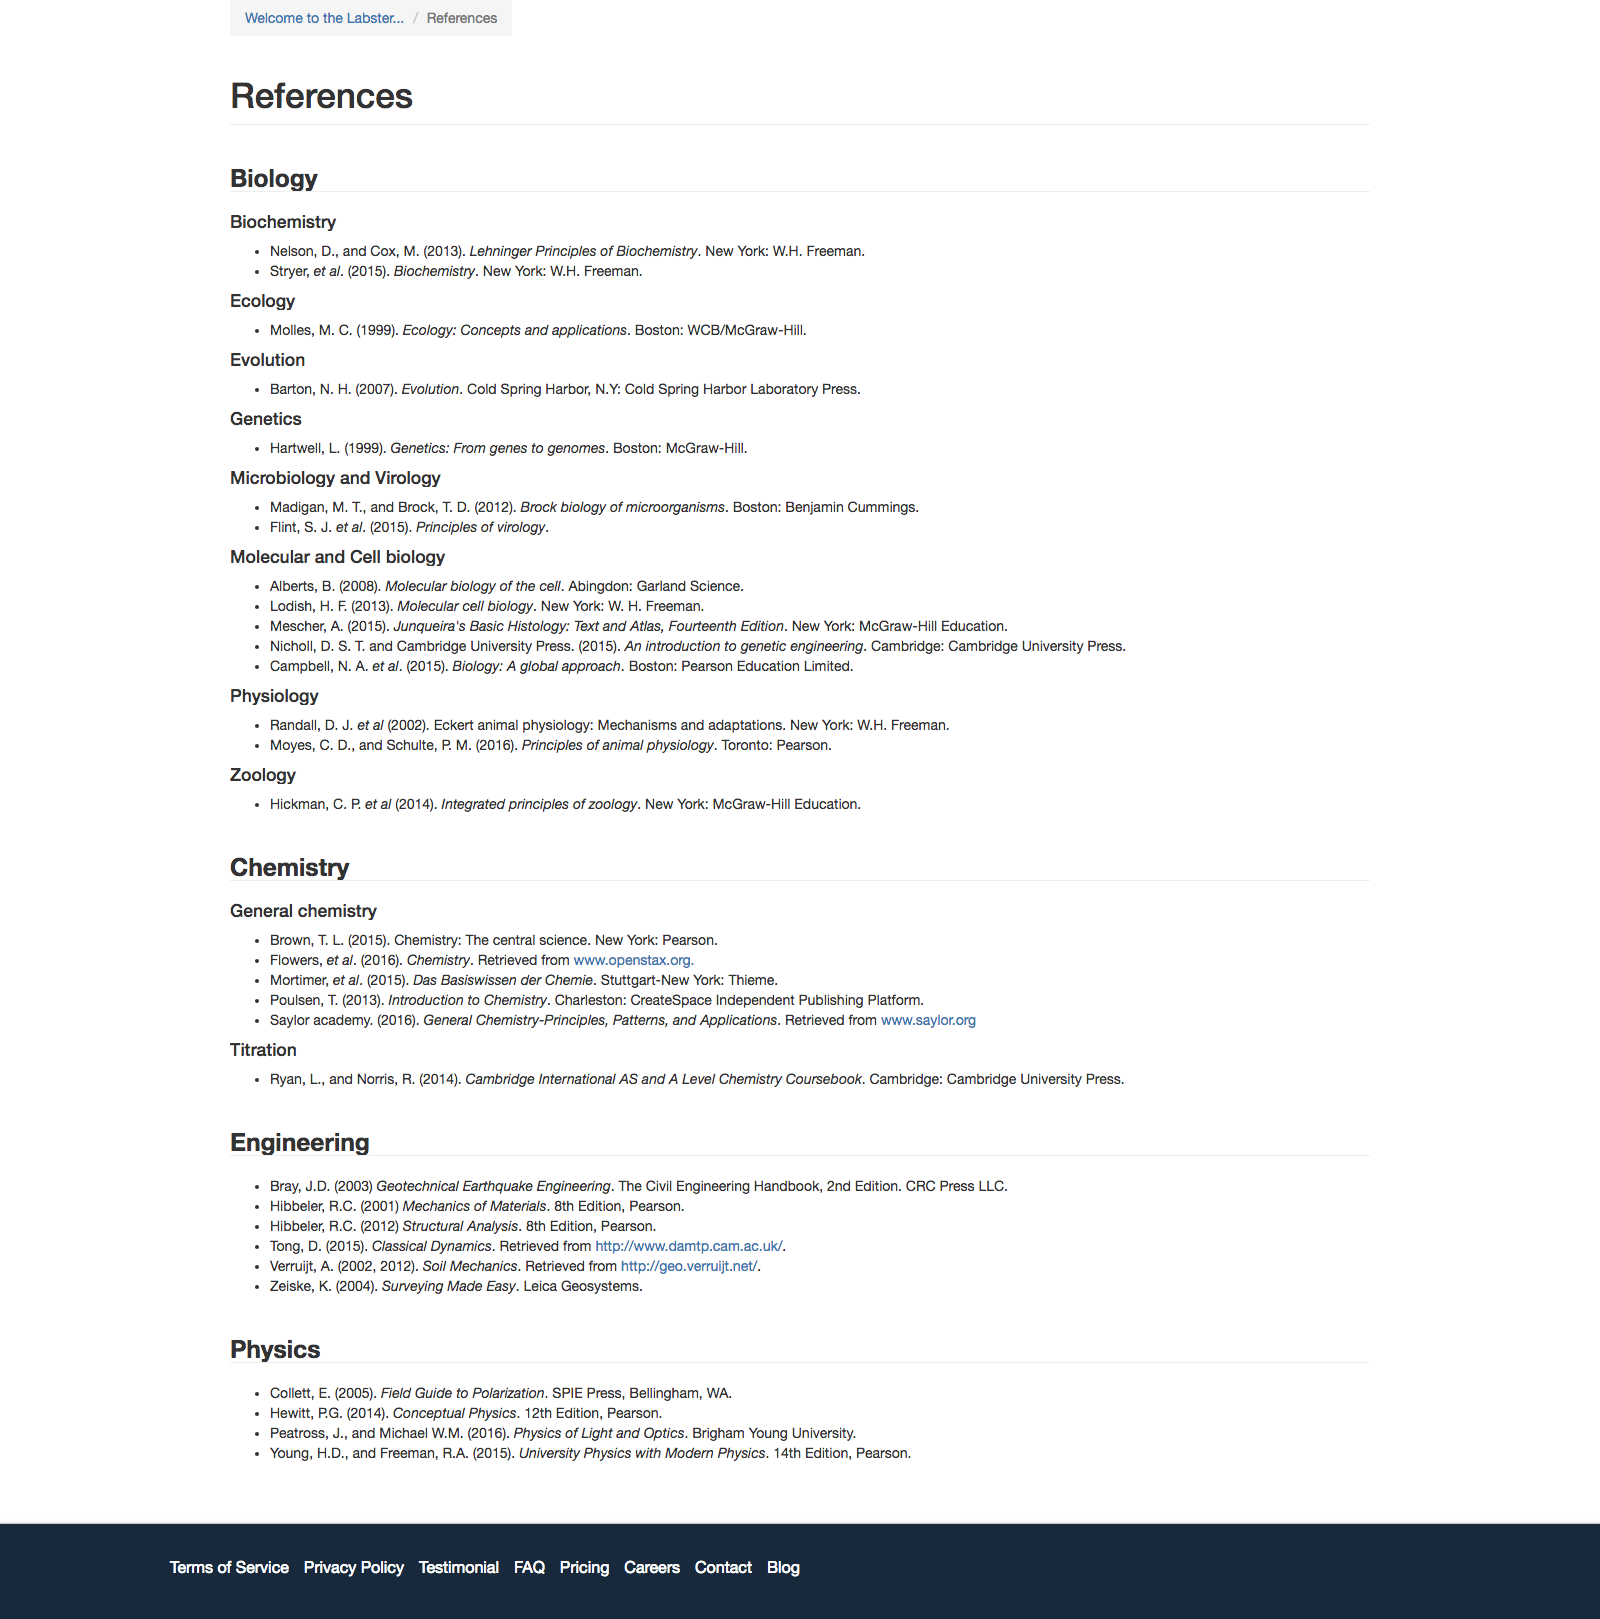 Welcome to the Labster... / References
References
Biology
Biochemistry
• Nelson, D., and Cox, M. (2013). Lehninger Principles of Biochemistry. New York: W.H. Freeman.
• Stryer, et al. (2015). Biochemistry. New York: W.H. Freeman.
Ecology
• Molles, M. C. (1999). Ecology: Concepts and applications. Boston: WCB/McGraw-Hill.
Evolution
• Barton, N. H. (2007). Evolution. Cold Spring Harbor, N.Y: Cold Spring Harbor Laboratory Press.
Genetics
• Hartwell, L. (1999). Genetics: From genes to genomes. Boston: McGraw-Hill.
Microbiology and Virology
• Madigan, M. T., and Brock, T. D. (2012). Brock biology of microorganisms. Boston: Benjamin Cummings.
• Flint, S. J. et al. (2015). Principles of virology.
Molecular and Cell biology
• Alberts, B. (2008). Molecular biology of the cell. Abingdon: Garland Science.
• Lodish, H. F. (2013). Molecular cell biology. New York: W. H. Freeman.
• Mescher, A. (2015). Junqueira's Basic Histology: Text and Atlas, Fourteenth Edition. New York: McGraw-Hill Education.
• Nicholl, D. S. T. and Cambridge University Press. (2015). An introduction to genetic engineering. Cambridge: Cambridge University Press.
• Campbell, N. A. et al. (2015). Biology: A global approach. Boston: Pearson Education Limited.
Physiology
• Randall, D. J. et al (2002). Eckert animal physiology: Mechanisms and adaptations. New York: W.H. Freeman.
• Moyes, C. D., and Schulte, P. M. (2016). Principles of animal physiology. Toronto: Pearson.
Zoology
• Hickman, C. P. et al (2014). Integrated principles of zoology. New York: McGraw-Hill Education.
Chemistry
General chemistry
• Brown, T. L. (2015). Chemistry: The central science. New York: Pearson.
• Flowers, et al. (2016). Chemistry. Retrieved from www.openstax.org.
• Mortimer, et al. (2015). Das Basiswissen der Chemie. Stuttgart-New York: Thieme.
• Poulsen, T. (2013). Introduction to Chemistry. Charleston: CreateSpace Independent Publishing Platform.
• Saylor academy. (2016). General Chemistry-Principles, Patterns, and Applications. Retrieved from www.saylor.org
Titration
• Ryan, L., and Norris, R. (2014). Cambridge International AS and A Level Chemistry Coursebook. Cambridge: Cambridge University Press.
Engineering
• Bray, J.D. (2003) Geotechnical Earthquake Engineering. The Civil Engineering Handbook, 2nd Edition. CRC Press LLC.
• Hibbeler, R.C. (2001) Mechanics of Materials. 8th Edition, Pearson.
• Hibbeler, R.C. (2012) Structural Analysis. 8th Edition, Pearson.
• Tong, D. (2015). Classical Dynamics. Retrieved from http://www.damtp.cam.ac.uk/.
• Verruijt, A. (2002, 2012). Soil Mechanics. Retrieved from http://geo.verruijt.net/.
• Zeiske, K. (2004). Surveying Made Easy. Leica Geosystems.
Physics
• Collett, E. (2005). Field Guide to Polarization. SPIE Press, Bellingham, WA.
• Hewitt, P.G. (2014). Conceptual Physics. 12th Edition, Pearson.
• Peatross, J., and Michael W.M. (2016). Physics of Light and Optics. Brigham Young University.
• Young, H.D., and Freeman, R.A. (2015). University Physics with Modern Physics. 14th Edition, Pearson.
Terms of Service Privacy Policy Testimonial FAQ Pricing Careers Contact Blog